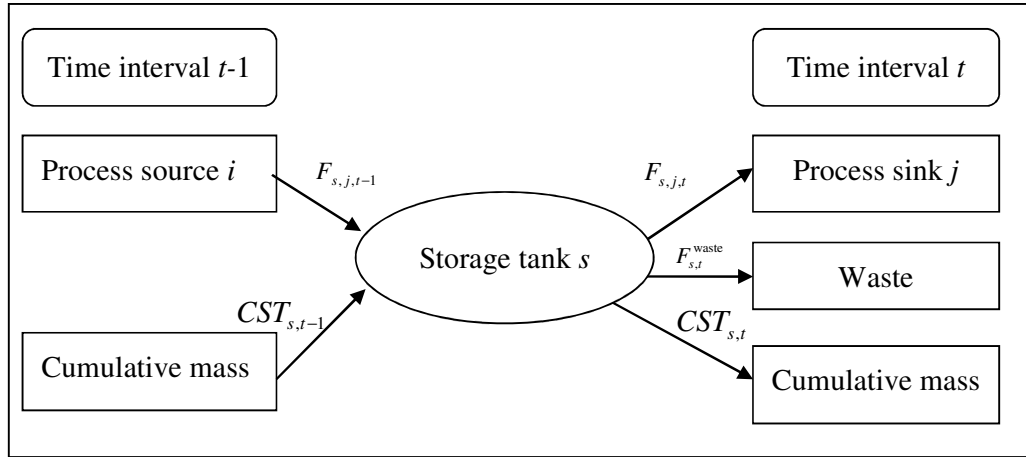 Time interval t-1
Time interval t
Process source i
F_{s,j,t-1}
F_{s,j,t}
Process sink j
Storage tank s
F_{s,t}^{waste}
Waste
CST_{s,t-1}
CST_{s,t}
Cumulative mass
Cumulative mass